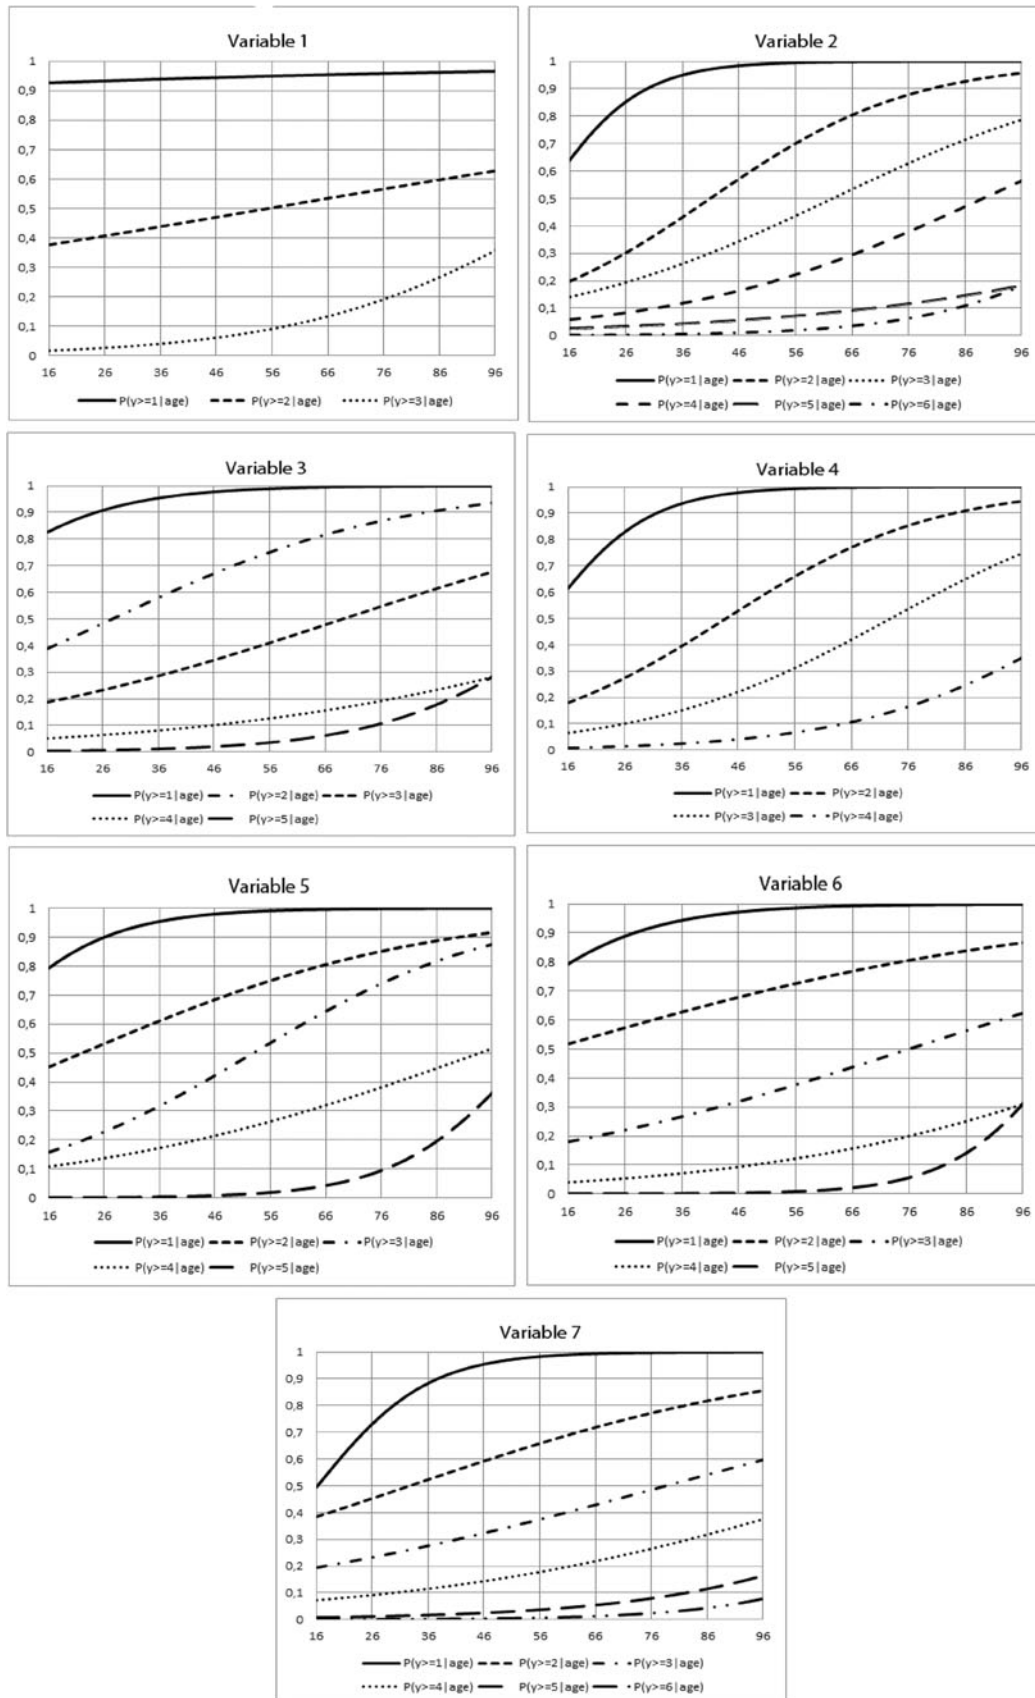 Variable 1
1
0,9
0,8
0,7
0,6
0,5
0,4
0,3
0,2
0,1
0
16 26 36 46 56 66 76 86 96
P(y>=1|age) P(y>=2|age) P(y>=3|age)
Variable 2
1
0,9
0,8
0,7
0,6
0,5
0,4
0,3
0,2
0,1
0
16 26 36 46 56 66 76 86 96
P(y>=1|age) P(y>=2|age) P(y>=3|age)
P(y>=4|age) P(y>=5|age) P(y>=6|age)
Variable 3
1
0,9
0,8
0,7
0,6
0,5
0,4
0,3
0,2
0,1
0
16 26 36 46 56 66 76 86 96
P(y>=1|age) P(y>=2|age) P(y>=3|age)
P(y>=4|age) P(y>=5|age)
Variable 4
1
0,9
0,8
0,7
0,6
0,5
0,4
0,3
0,2
0,1
0
16 26 36 46 56 66 76 86 96
P(y>=1|age) P(y>=2|age)
P(y>=3|age) P(y>=4|age)
Variable 5
1
0,9
0,8
0,7
0,6
0,5
0,4
0,3
0,2
0,1
0
16 26 36 46 56 66 76 86 96
P(y>=1|age) P(y>=2|age) P(y>=3|age)
P(y>=4|age) P(y>=5|age)
Variable 6
1
0,9
0,8
0,7
0,6
0,5
0,4
0,3
0,2
0,1
0
16 26 36 46 56 66 76 86 96
P(y>=1|age) P(y>=2|age) P(y>=3|age)
P(y>=4|age) P(y>=5|age)
Variable 7
1
0,9
0,8
0,7
0,6
0,5
0,4
0,3
0,2
0,1
0
16 26 36 46 56 66 76 86 96
P(y>=1|age) P(y>=2|age) P(y>=3|age)
P(y>=4|age) P(y>=5|age) P(y>=6|age)